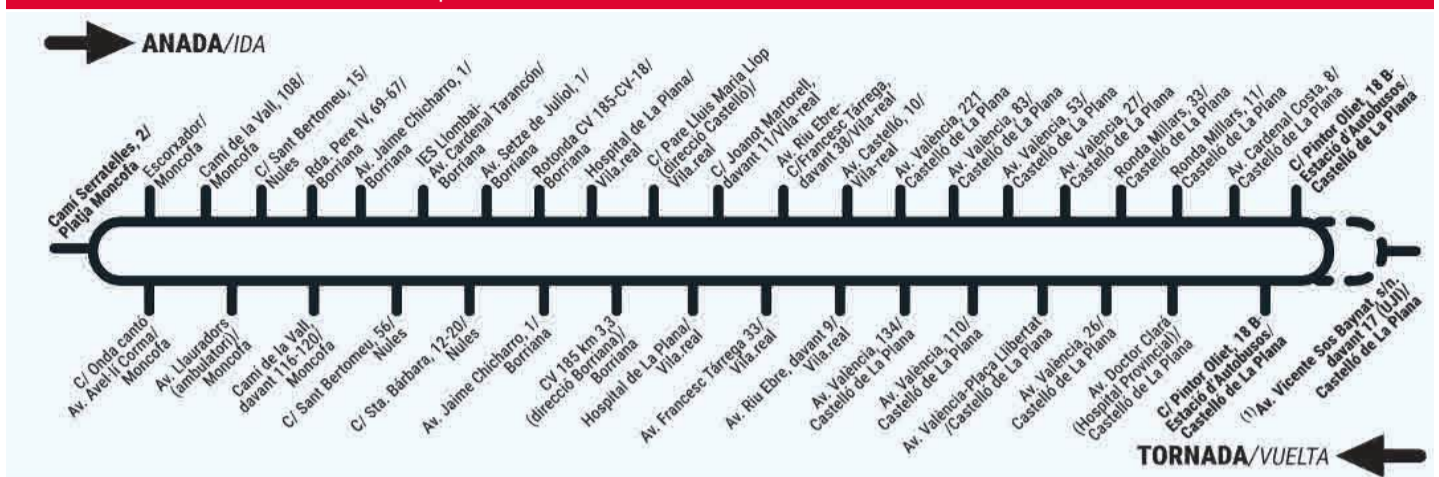 ANADA/IDA
Camí Serratelles, 2/
Platja Moncofa
Escorxador/
Moncofa
Camí de la Vall, 108/
Moncofa
C/ Sant Bertomeu, 15/
Nules
Rda. Pere IV, 69-67/
Borriana
Av. Jaime Chicharro, 1/
Borriana
IES Llombai-
Av. Cardenal Tarancón/
Borriana
Av. Setze de Juliol, 1/
Borriana
Rotonda CV 185-CV-18/
Borriana
Hospital de La Plana/
Vila.real
C/ Pare Lluis Maria Llop
(direcció Castelló)/
Vila.real
C/ Joanot Martorell,
davant 11/Vila-real
Av. Riu Ebre-
C/Francesc Tàrrega,
davant 38/Vila-real
Av. Castelló, 10/
Vila-real
Av. València, 221
Castelló de La Plana
Av. València, 83/
Castelló de La Plana
Av. València, 53/
Castelló de La Plana
Av. València, 27/
Castelló de La Plana
Ronda Millars, 33/
Castelló de La Plana
Ronda Millars, 11/
Castelló de La Plana
Av. Cardenal Costa, 8/
Castelló de La Plana
C/ Pintor Oliet, 18 B-
Estació d'Autobusos/
Castelló de La Plana
C/ Onda cantó
Av. Avel·lí Corma/
Moncofa
Av. Llauradors
(ambulatori)/
Moncofa
Camí de la Vall,
davant 116-120/
Moncofa
C/ Sant Bertomeu, 56/
Nules
C/ Sta. Bárbara, 12-20/
Nules
Av. Jaime Chicharro, 1/
Borriana
CV 185 km 3,3
(direcció Borriana)/
Borriana
Hospital de La Plana/
Vila.real
Av. Francesc Tárrega 33/
Vila.real
Av. Riu Ebre, davant 9/
Vila.real
Av. València, 134/
Castelló de La Plana
Av. València, 110/
Castelló de La Plana
Av. València-Plaça Llibertat
/Castelló de La Plana
Av. València, 26/
Castelló de La Plana
Av. Doctor Clarà
(Hospital Provincial)/
Castelló de La Plana
C/ Pintor Oliet, 18 B-
Estació d'Autobusos/
Castelló de La Plana
(1)Av. Vicente Sos Baynat, s/n.
davant 17 (UJI)/
Castelló de La Plana
TORNADA/VUELTA